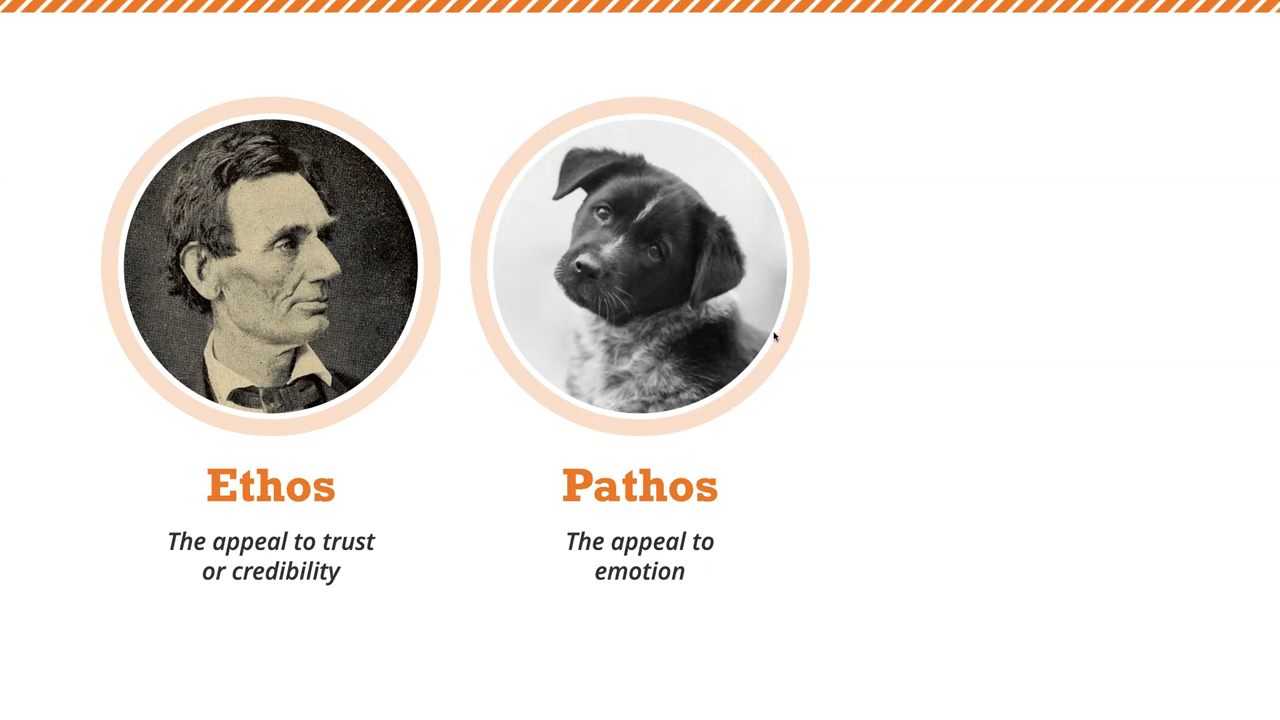 Ethos
The appeal to trust
or credibility
Pathos
The appeal to
emotion